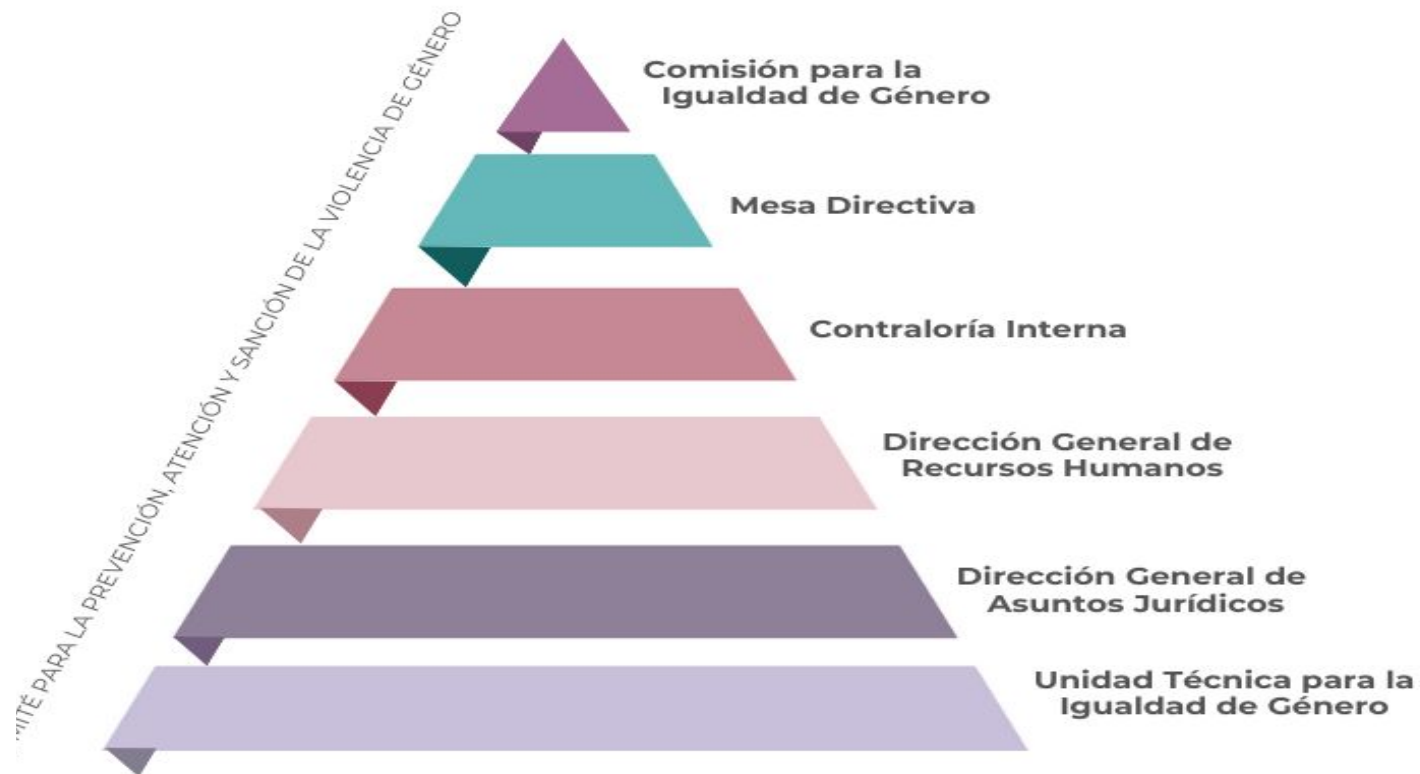 MITÉ PARA LA PREVENCIÓN, ATENCIÓN Y SANCIÓN DE LA VIOLENCIA DE GÉNERO
Comisión para la
Igualdad de Género
Mesa Directiva
Contraloría Interna
Dirección General de
Recursos Humanos
Dirección General de
Asuntos Jurídicos
Unidad Técnica para la
Igualdad de Género